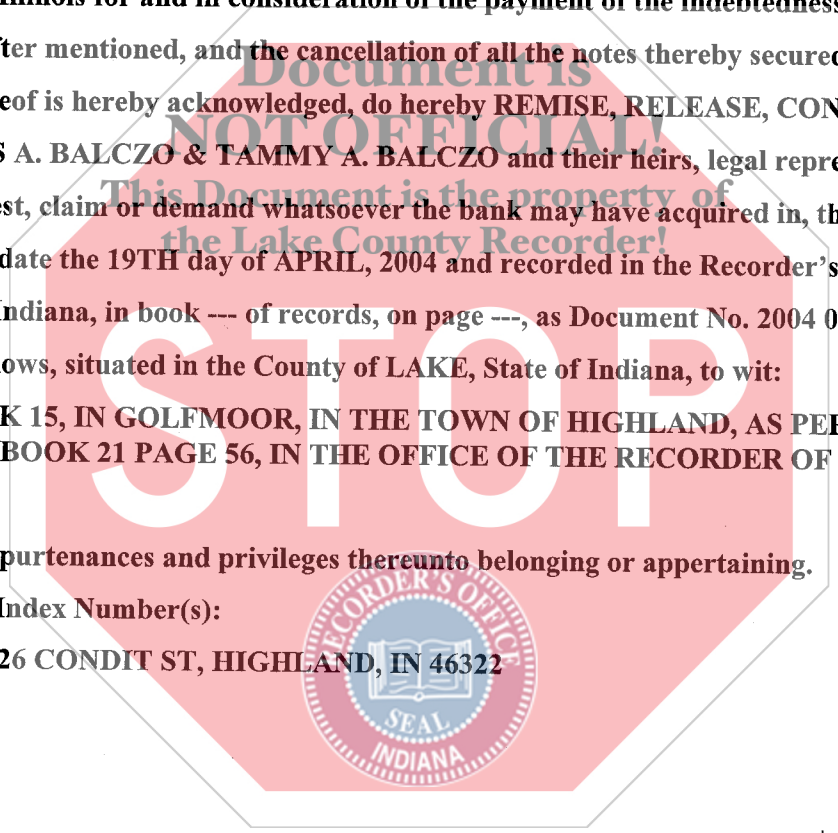 for and in consideration of the payment of the indebtedness
fter mentioned, and the cancellation of all the notes thereby secured
Document is
eof is hereby acknowledged, do hereby REMISE, RELEASE, CON
NOT OFFICIAL!
S A. BALCZO & TAMMY A. BALCZO and their heirs, legal repre
This Document is the property of
est, claim or demand whatsoever the bank may have acquired in, th
the Lake County Recorder!
date the 19TH day of APRIL, 2004 and recorded in the Recorder's
Indiana, in book --- of records, on page ---, as Document No. 2004 0
ows, situated in the County of LAKE, State of Indiana, to wit:
STOP
K 15, IN GOLFMOOR, IN THE TOWN OF HIGHLAND, AS PER
BOOK 21 PAGE 56, IN THE OFFICE OF THE RECORDER OF
purtenances and privileges thereunto belonging or appertaining.
RECORDER'S OFFICE
Index Number(s):
26 CONDIT ST, HIGHLAND, IN 46322
SEAL
INDIANA